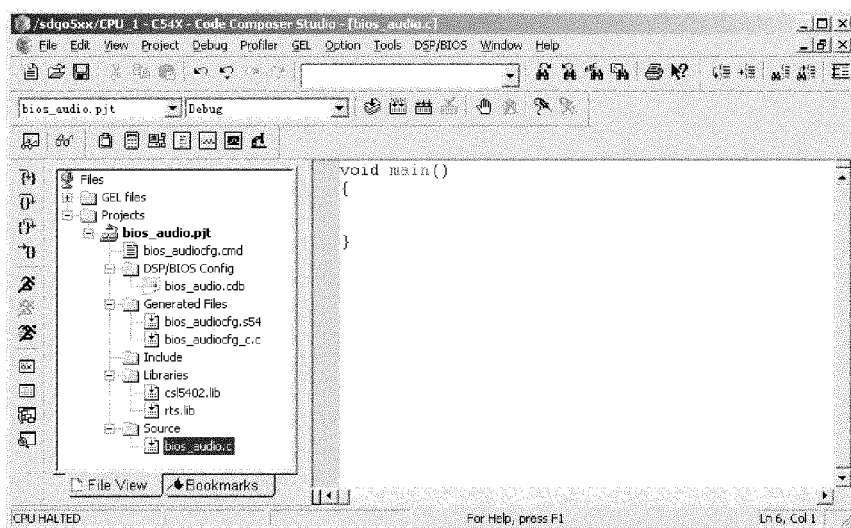 /sdgo5xx/CPU_1 - C54X - Code Composer Studio - [bios_audio.c]
File Edit View Project Debug Profiler GEL Option Tools DSP/BIOS Window Help
bios_audio.pjt Debug
Files
GEL files
Projects
bios_audio.pjt
bios_audiocfg.cmd
DSP/BIOS Config
bios_audio.cdb
Generated Files
bios_audiocfg.s54
bios_audiocfg_c.c
Include
Libraries
csl5402.lib
rts.lib
Source
bios_audio.c
File View Bookmarks
void main()
{
}
CPU HALTED For Help, press F1 Ln 6, Col 1